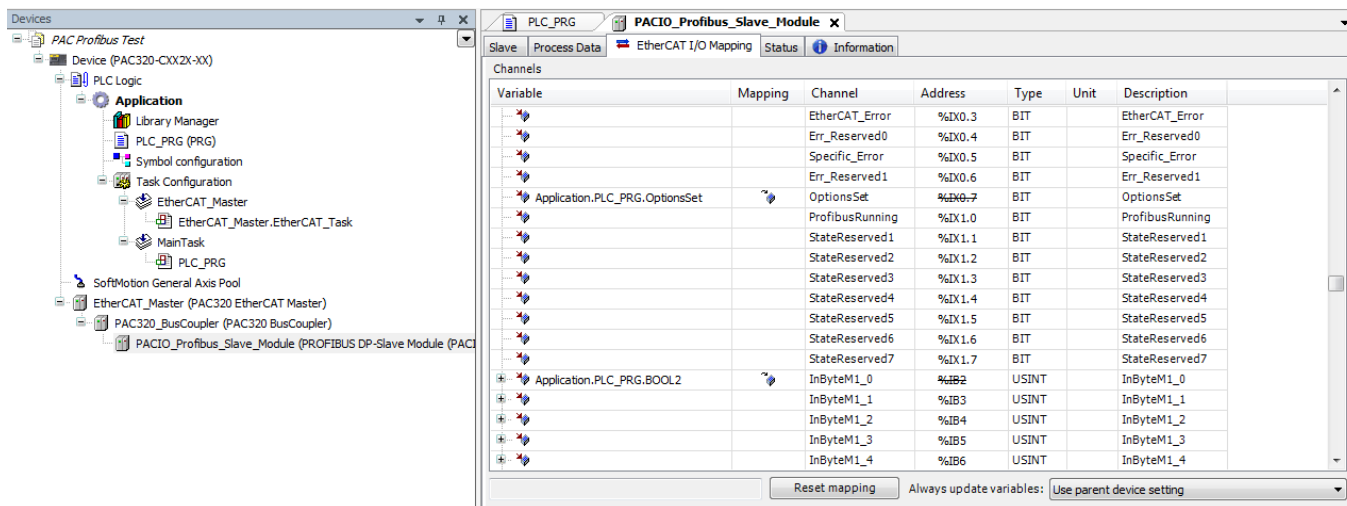 Devices
PAC Profibus Test
Device (PAC320-CXX2X-XX)
PLC Logic
Application
Library Manager
PLC_PRG (PRG)
Symbol configuration
Task Configuration
EtherCAT_Master
EtherCAT_Master.EtherCAT_Task
MainTask
PLC_PRG
SoftMotion General Axis Pool
EtherCAT_Master (PAC320 EtherCAT Master)
PAC320_BusCoupler (PAC320 BusCoupler)
PACIO_Profibus_Slave_Module (PROFIBUS DP-Slave Module (PACI
PLC_PRG PACIO_Profibus_Slave_Module
Slave Process Data EtherCAT I/O Mapping Status Information
Channels
Variable Mapping Channel Address Type Unit Description
EtherCAT_Error %IX0.3 BIT EtherCAT_Error
Err_Reserved0 %IX0.4 BIT Err_Reserved0
Specific_Error %IX0.5 BIT Specific_Error
Err_Reserved1 %IX0.6 BIT Err_Reserved1
Application.PLC_PRG.OptionsSet OptionsSet %IX0.7 BIT OptionsSet
ProfibusRunning %IX1.0 BIT ProfibusRunning
StateReserved1 %IX1.1 BIT StateReserved1
StateReserved2 %IX1.2 BIT StateReserved2
StateReserved3 %IX1.3 BIT StateReserved3
StateReserved4 %IX1.4 BIT StateReserved4
StateReserved5 %IX1.5 BIT StateReserved5
StateReserved6 %IX1.6 BIT StateReserved6
StateReserved7 %IX1.7 BIT StateReserved7
Application.PLC_PRG.BOOL2 InByteM1_0 %IB2 USINT InByteM1_0
InByteM1_1 %IB3 USINT InByteM1_1
InByteM1_2 %IB4 USINT InByteM1_2
InByteM1_3 %IB5 USINT InByteM1_3
InByteM1_4 %IB6 USINT InByteM1_4
Reset mapping Always update variables: Use parent device setting